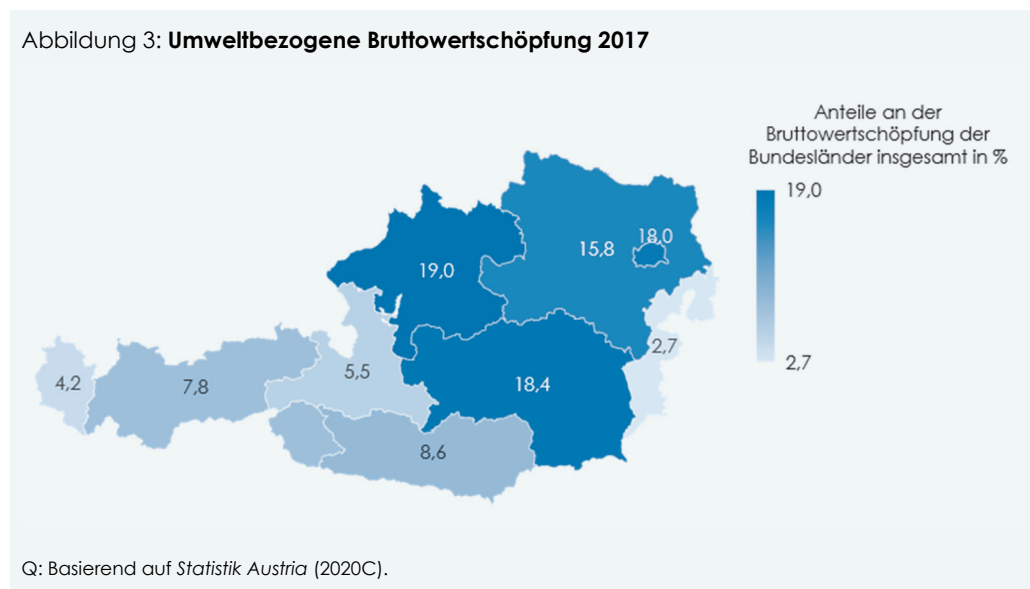 Abbildung 3: Umweltbezogene Bruttowertschöpfung 2017
Anteile an der
Bruttowertschöpfung der
Bundesländer insgesamt in %
19,0
18,0
15,8
19,0
2,7
2,7
5,5
4,2
7,8
18,4
8,6
Q: Basierend auf Statistik Austria (2020C).